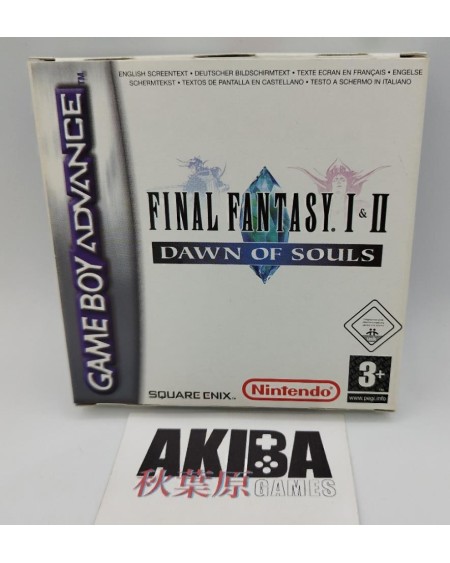 ENGLISH SCREENTEXT • DEUTSCHER BILDSCHIRMTEXT • TEXTE ECRAN EN FRANÇAIS • ENGELSE
SCHERMTEKST • TEXTOS DE PANTALLA EN CASTELLANO • TESTO A SCHERMO IN ITALIANO
GAME BOY ADVANCE™
FINAL FANTASY. I & II
DAWN OF SOULS
SQUARE ENIX™
Nintendo®
3+
www.pegi.info
AKIBA
秋葉原 GAMES